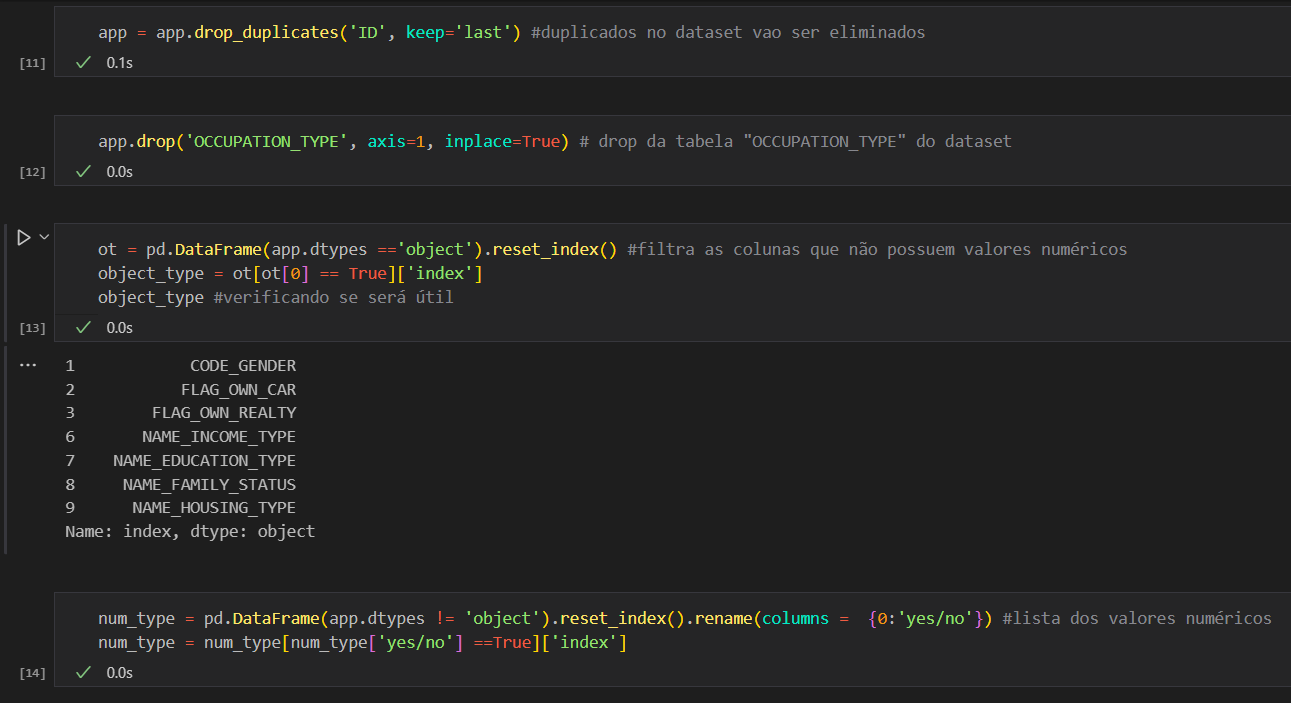 app = app.drop_duplicates('ID', keep='last') #duplicados no dataset vao ser eliminados
[11]
0.1s
app.drop('OCCUPATION_TYPE', axis=1, inplace=True) # drop da tabela "OCCUPATION_TYPE" do dataset
[12]
0.0s
ot = pd.DataFrame(app.dtypes =='object').reset_index() #filtra as colunas que não possuem valores numéricos
object_type = ot[ot[0] == True]['index']
object_type #verificando se será útil
[13]
0.0s
...
1 CODE_GENDER
2 FLAG_OWN_CAR
3 FLAG_OWN_REALTY
6 NAME_INCOME_TYPE
7 NAME_EDUCATION_TYPE
8 NAME_FAMILY_STATUS
9 NAME_HOUSING_TYPE
Name: index, dtype: object
num_type = pd.DataFrame(app.dtypes != 'object').reset_index().rename(columns =  {0:'yes/no'}) #lista dos valores numéricos
num_type = num_type[num_type['yes/no'] ==True]['index']
[14]
0.0s